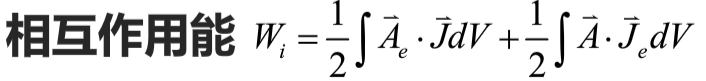 相互作用能 $W_i = \frac{1}{2}\int \vec{A}_e \cdot \vec{J} dV + \frac{1}{2}\int \vec{A} \cdot \vec{J}_e dV$